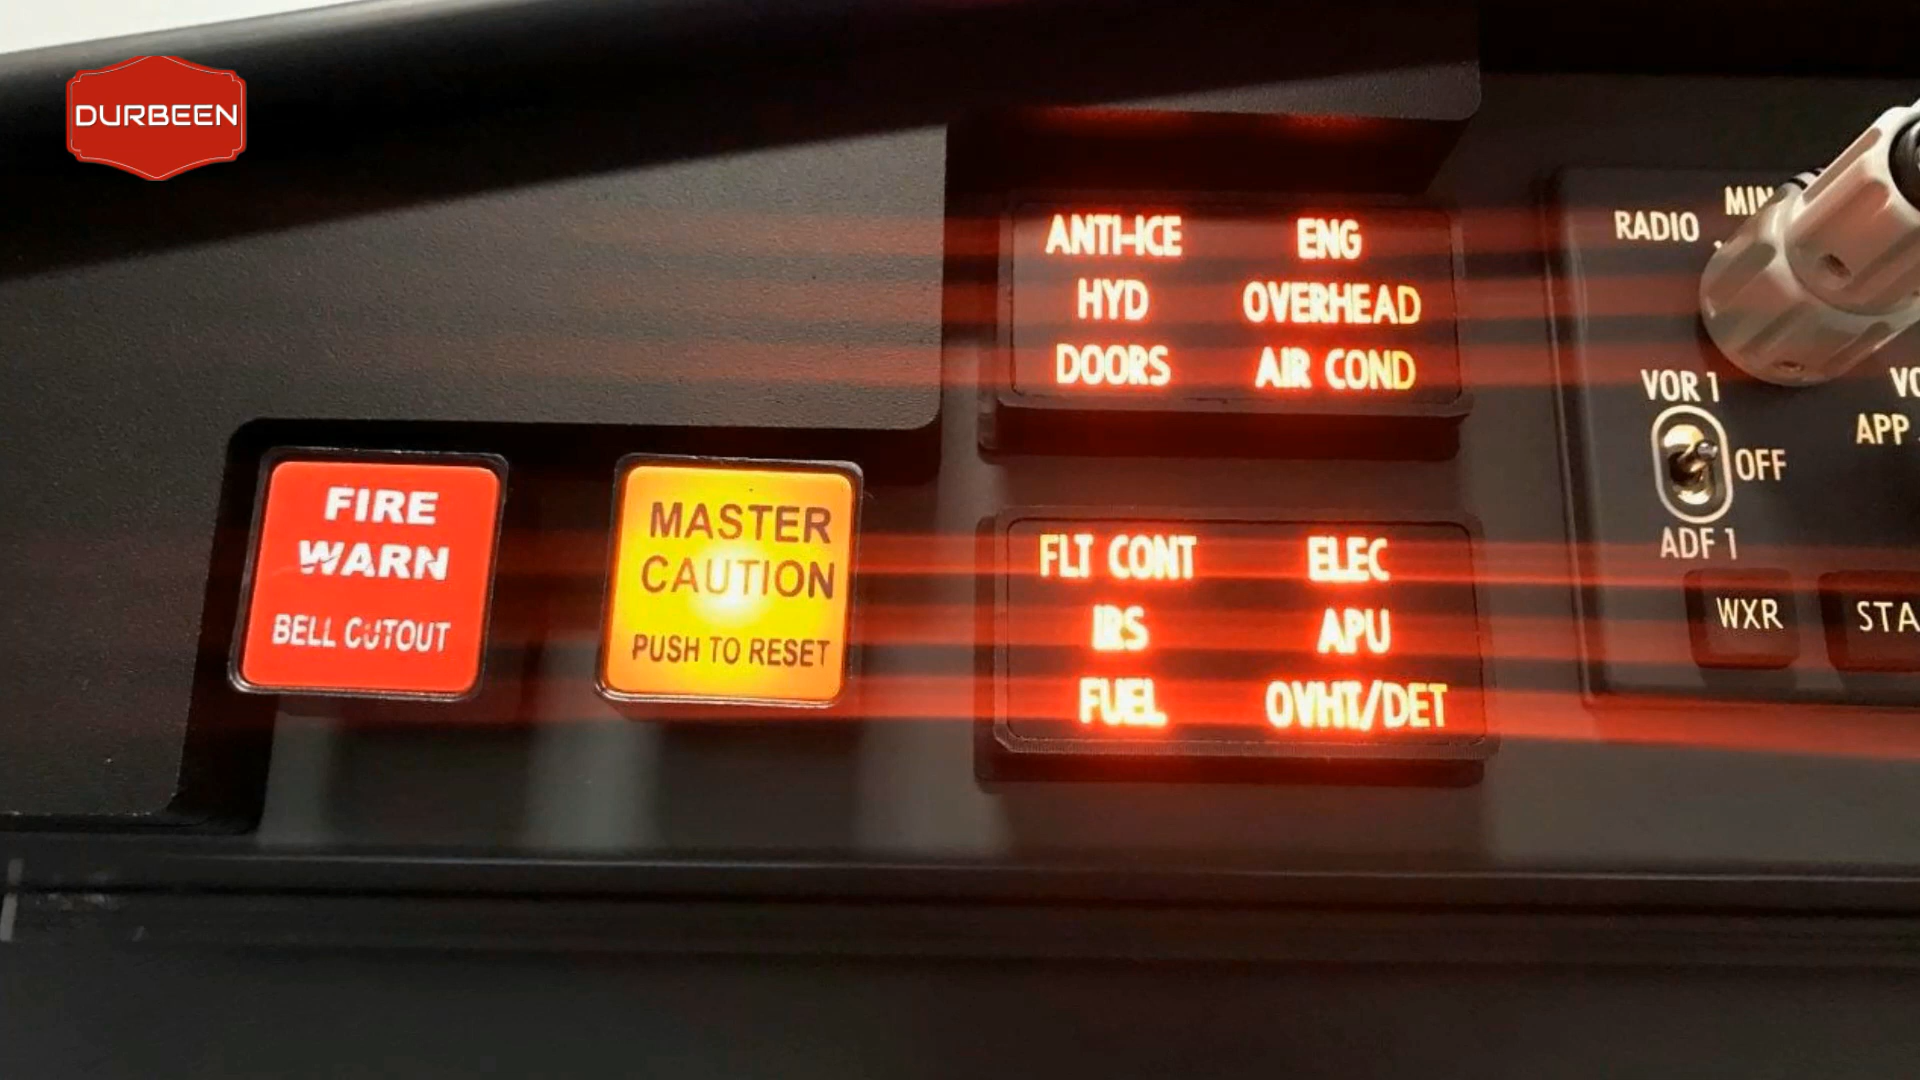 DURBEEN
FIRE
WARN
BELL CUTOUT
MASTER
CAUTION
PUSH TO RESET
ANTI-ICE ENG
HYD OVERHEAD
DOORS AIR COND
FLT CONT ELEC
IRS APU
FUEL OVHT/DET
RADIO
VOR 1
OFF
ADF 1
APP
WXR